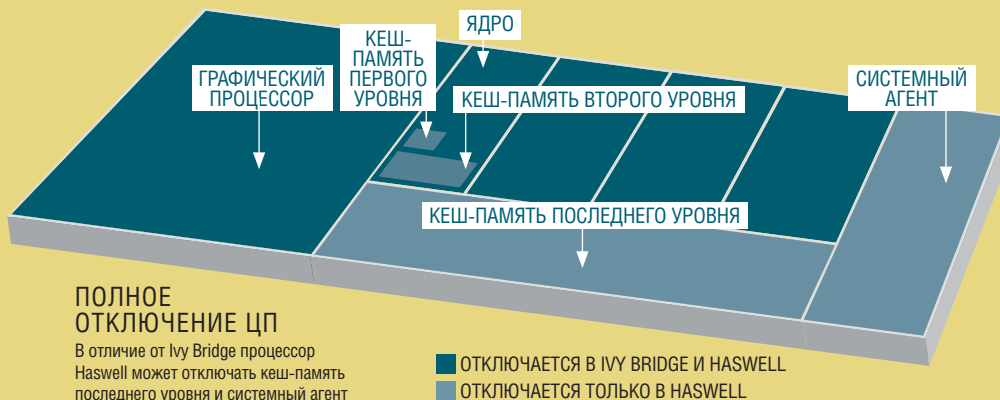 ЯДРО
КЕШ-
ПАМЯТЬ
ПЕРВОГО
УРОВНЯ
ГРАФИЧЕСКИЙ
ПРОЦЕССОР
КЕШ-ПАМЯТЬ ВТОРОГО УРОВНЯ
СИСТЕМНЫЙ
АГЕНТ
КЕШ-ПАМЯТЬ ПОСЛЕДНЕГО УРОВНЯ
ПОЛНОЕ
ОТКЛЮЧЕНИЕ ЦП
В отличие от Ivy Bridge процессор
Haswell может отключать кеш-память
последнего уровня и системный агент
ОТКЛЮЧАЕТСЯ В IVY BRIDGE И HASWELL
ОТКЛЮЧАЕТСЯ ТОЛЬКО В HASWELL